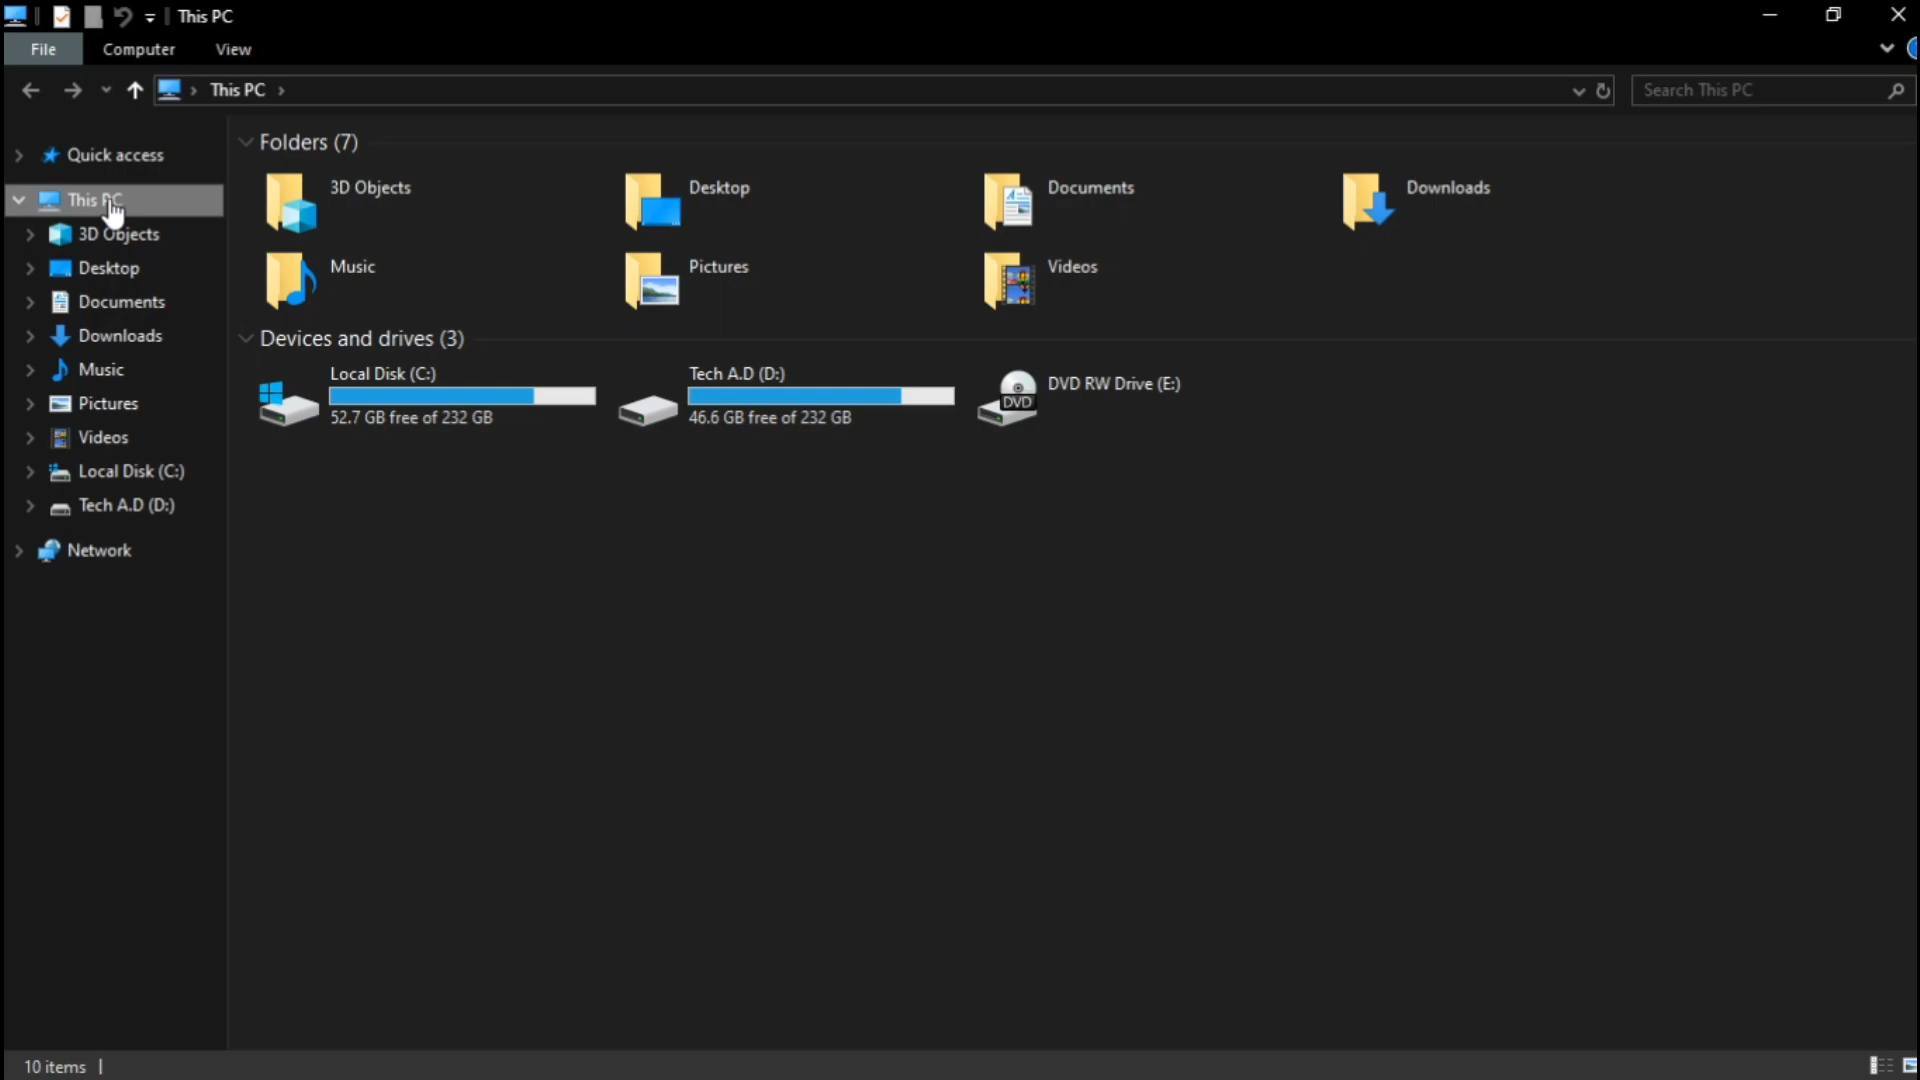 This PC
File Computer View
This PC
Search This PC
Quick access
This PC
3D Objects
Desktop
Documents
Downloads
Music
Pictures
Videos
Local Disk (C:)
Tech A.D (D:)
Network
Folders (7)
3D Objects
Desktop
Documents
Downloads
Music
Pictures
Videos
Devices and drives (3)
Local Disk (C:)
52.7 GB free of 232 GB
Tech A.D (D:)
46.6 GB free of 232 GB
DVD RW Drive (E:)
DVD
10 items